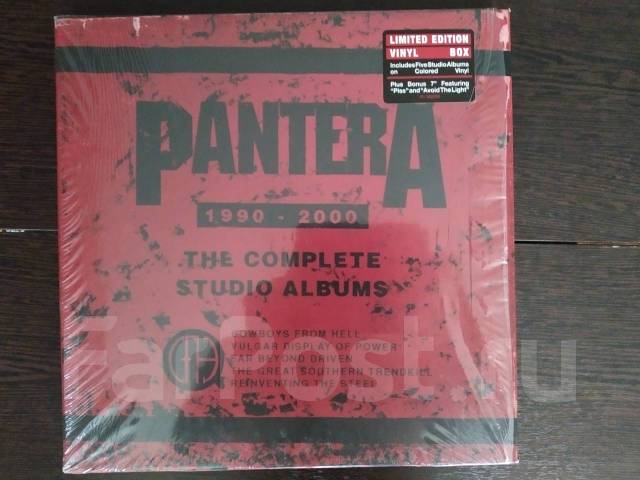 LIMITED EDITION
VINYL BOX
Includes Five Studio Albums
on Colored Vinyl
Plus Bonus 7" Featuring
"Piss" and "Avoid The Light"
PANTERA
1990 - 2000
THE COMPLETE
STUDIO ALBUMS
COWBOYS FROM HELL
VULGAR DISPLAY OF POWER
FAR BEYOND DRIVEN
THE GREAT SOUTHERN TRENDKILL
REINVENTING THE STEEL
FarPost.ru